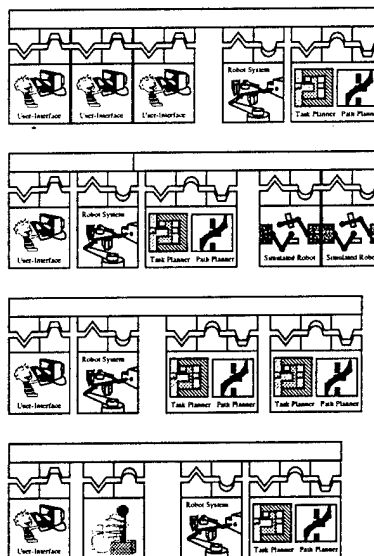 Robot System
User-Interface User-Interface User-Interface Task Planner Path Planner
Robot System
User-Interface Task Planner Path Planner Simulated Robot Simulated Robot
Robot System
User-Interface Task Planner Path Planner Task Planner Path Planner
Robot System
User-Interface Task Planner Path Planner